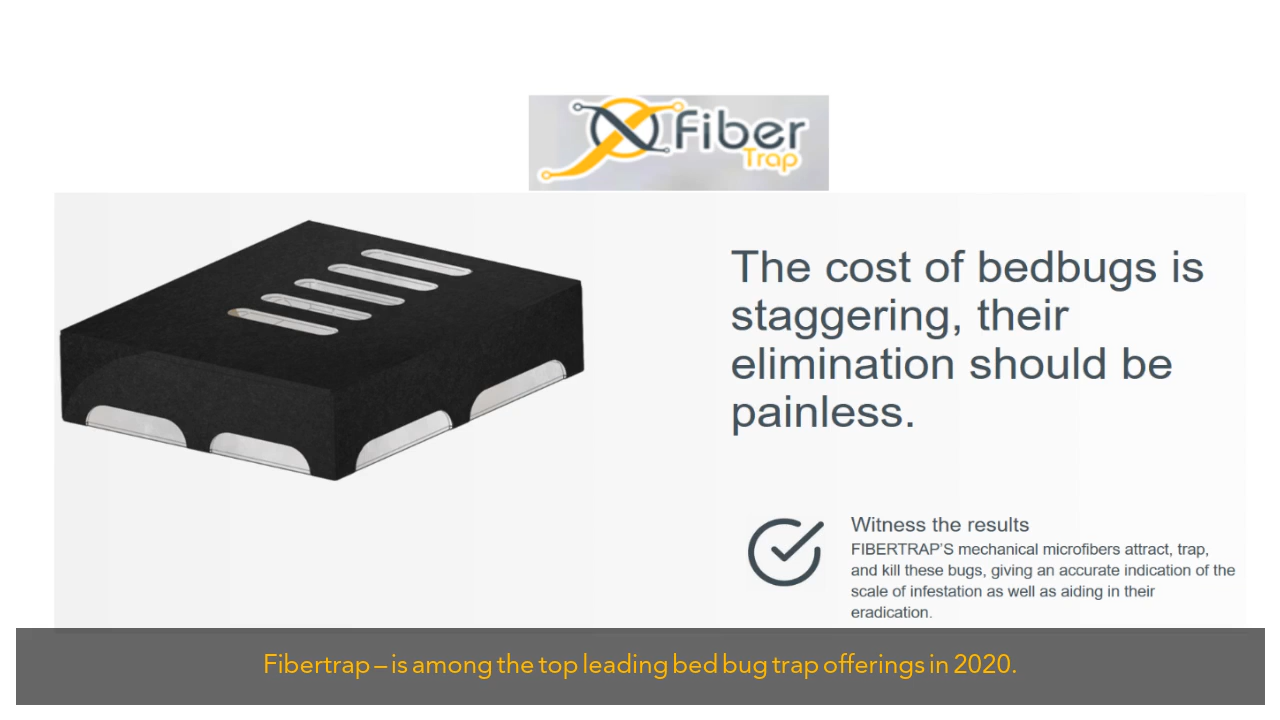 Fiber
Trap
The cost of bedbugs is
staggering, their
elimination should be
painless.
Witness the results
FIBERTRAP'S mechanical microfibers attract, trap,
and kill these bugs, giving an accurate indication of the
scale of infestation as well as aiding in their
eradication.
Fibertrap – is among the top leading bed bug trap offerings in 2020.